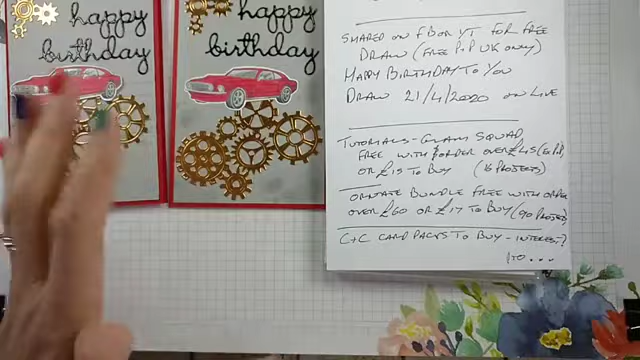 happy
birthday
happy
birthday
SHARED ON FB OR YT FOR FREE
DRAW (FREE P+P UK ONLY)
HAPPY BIRTHDAY TO YOU
DRAW 21/4/2020 ON LIVE
TUTORIALS - GLAM SQUAD,
FREE WITH ORDER OVER £45 (
OR £15 TO BUY (16 PROJECTS)
ORNATE BUNDLE FREE WITH ORDER
OVER £60 OR £17 TO BUY (90 PROJECTS
C+C CARD PACKS TO BUY - INTEREST?
PTO...